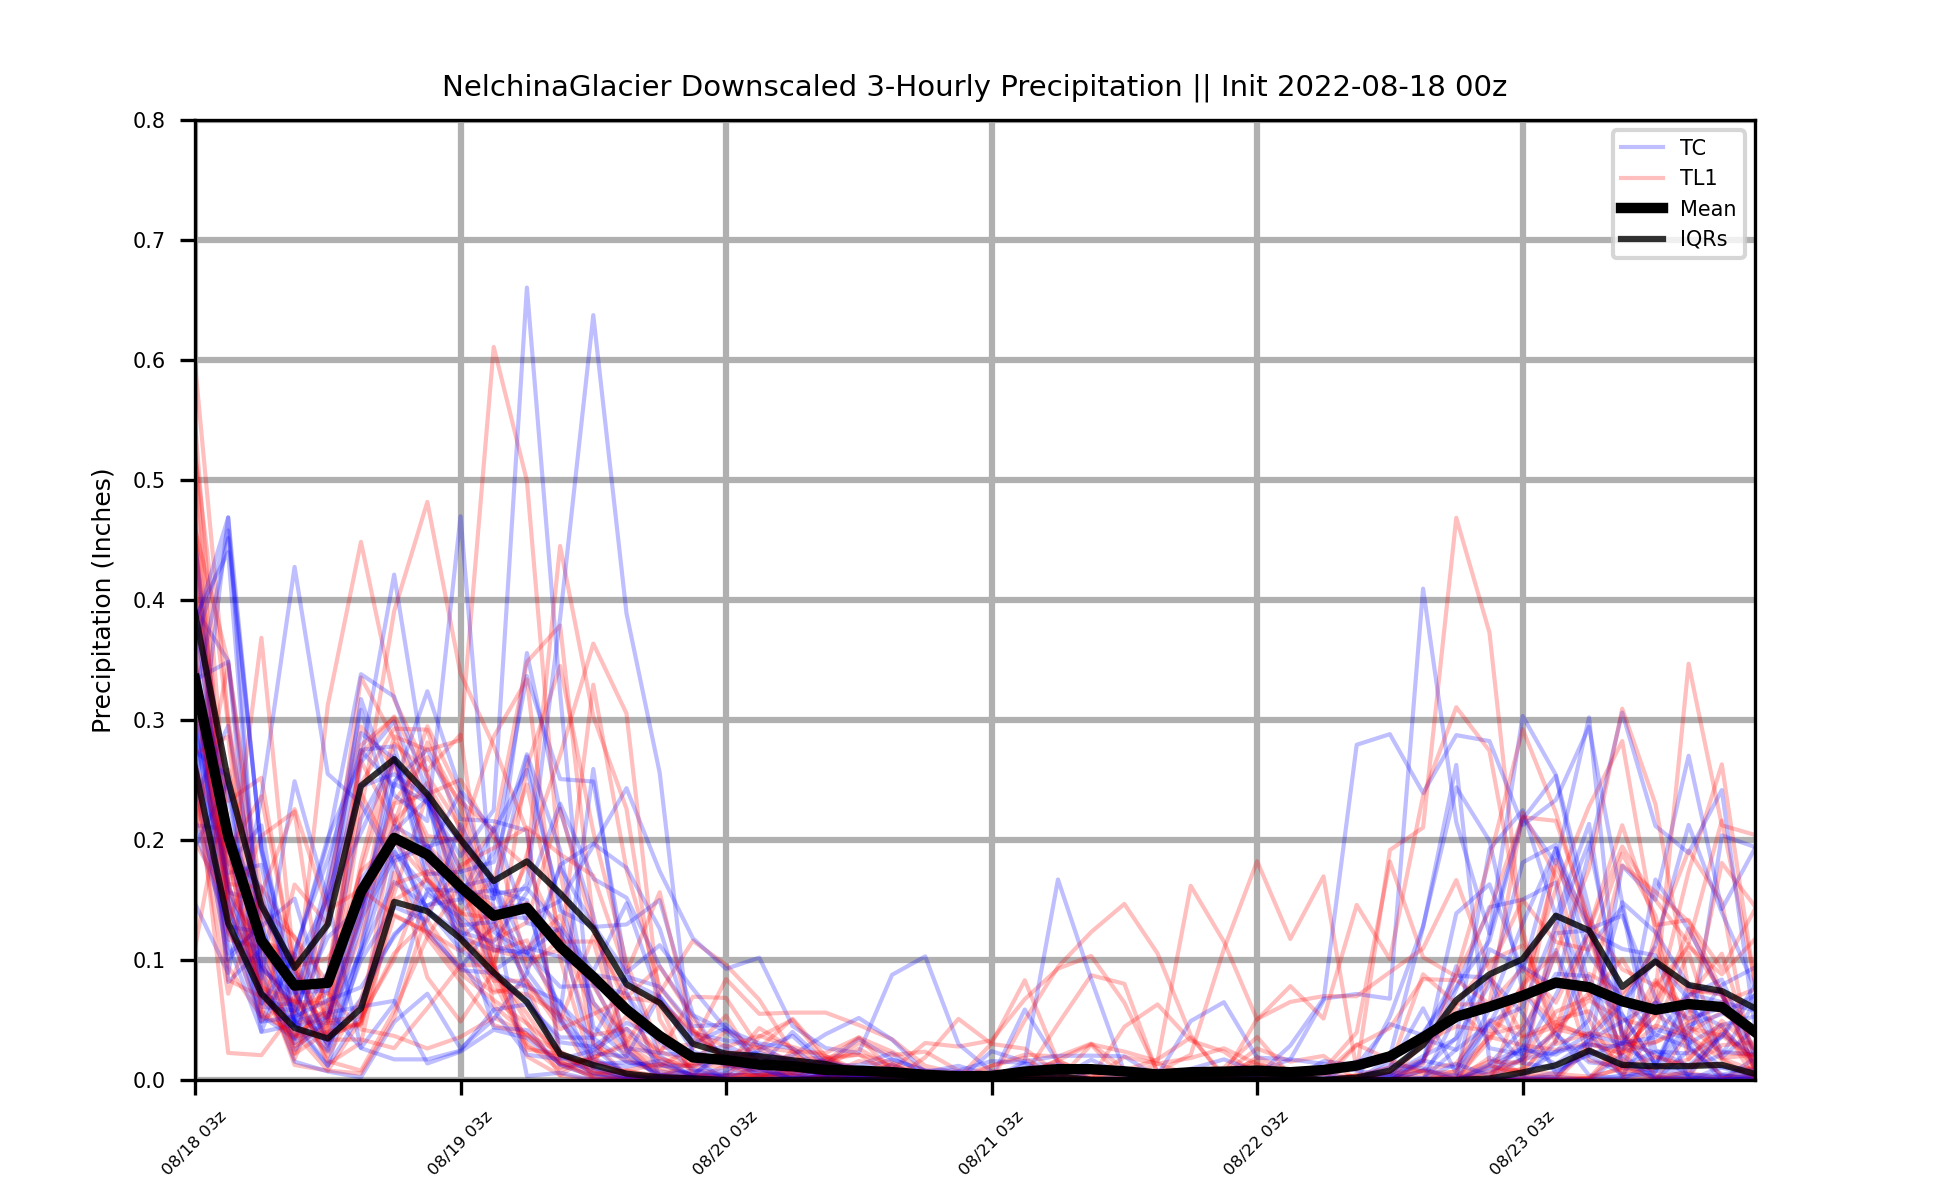 NelchinaGlacier Downscaled 3-Hourly Precipitation || Init 2022-08-18 00z
TC
TL1
Mean
IQRs
Precipitation (Inches)
0.8
0.7
0.6
0.5
0.4
0.3
0.2
0.1
0.0
08/18 03z
08/19 03z
08/20 03z
08/21 03z
08/22 03z
08/23 03z